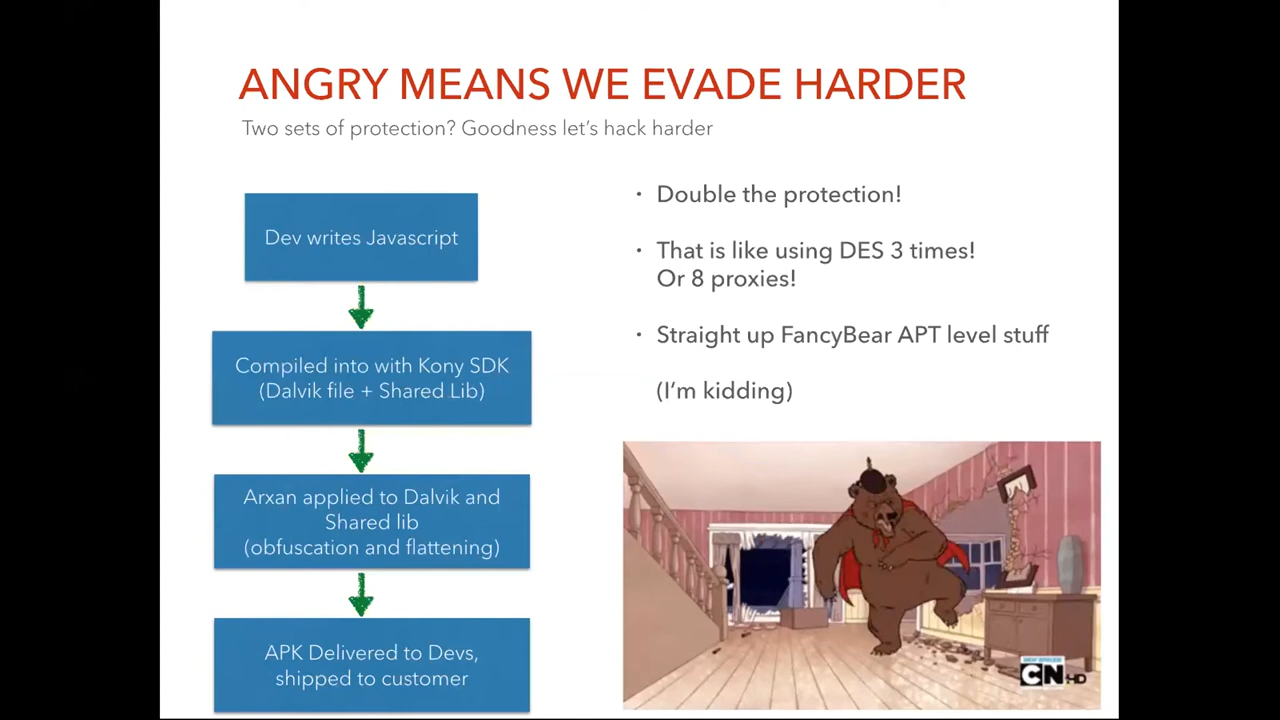 ANGRY MEANS WE EVADE HARDER
Two sets of protection? Goodness let's hack harder
Dev writes Javascript
Compiled into with Kony SDK
(Dalvik file + Shared Lib)
Arxan applied to Dalvik and
Shared lib
(obfuscation and flattening)
APK Delivered to Devs,
shipped to customer
· Double the protection!
· That is like using DES 3 times!
Or 8 proxies!
· Straight up FancyBear APT level stuff
(I'm kidding)
CN HD